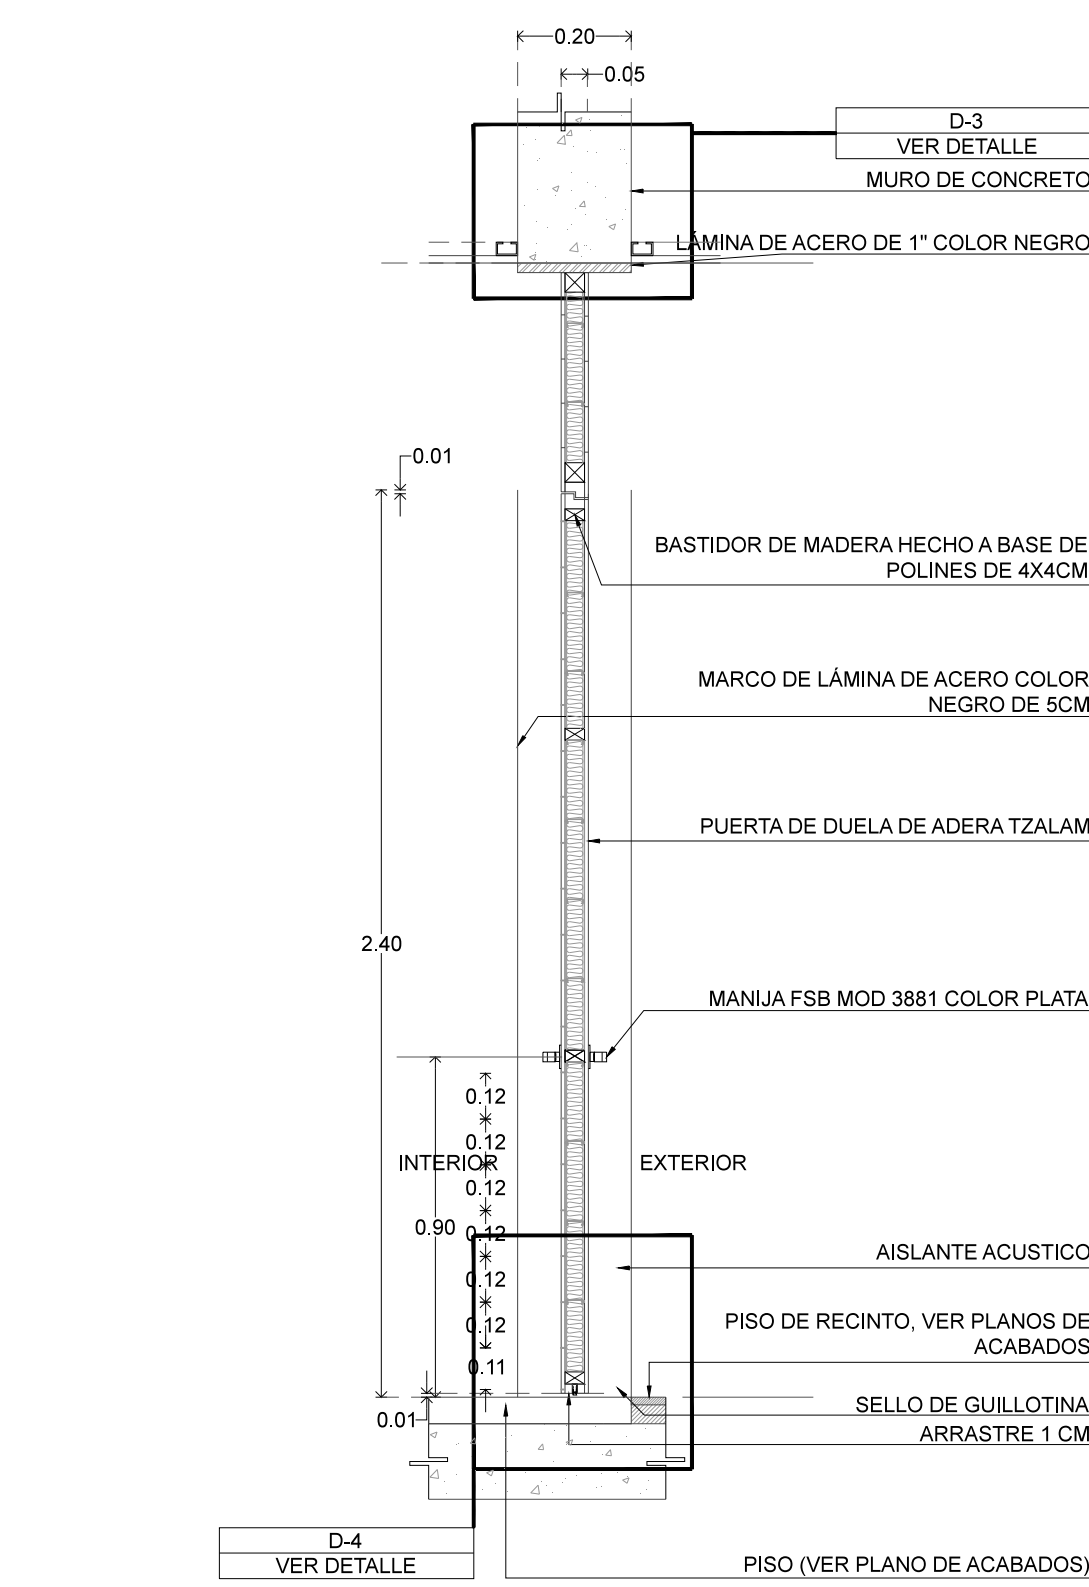 0.20
0.05
D-3
VER DETALLE
MURO DE CONCRETO
LÁMINA DE ACERO DE 1" COLOR NEGRO
0.01
BASTIDOR DE MADERA HECHO A BASE DE
POLINES DE 4X4CM
MARCO DE LÁMINA DE ACERO COLOR
NEGRO DE 5CM
PUERTA DE DUELA DE ADERA TZALAM
2.40
MANIJA FSB MOD 3881 COLOR PLATA
0.12
0.12
INTERIOR
EXTERIOR
0.12
0.90
0.12
0.12
0.12
0.11
AISLANTE ACUSTICO
PISO DE RECINTO, VER PLANOS DE
ACABADOS
SELLO DE GUILLOTINA
0.01
ARRASTRE 1 CM
D-4
VER DETALLE
PISO (VER PLANO DE ACABADOS)